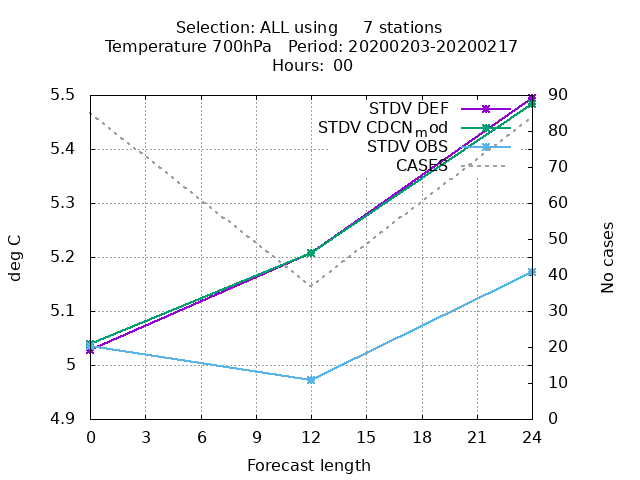 Selection: ALL using 7 stations
Temperature 700hPa Period: 20200203-20200217
Hours: 00
5.5
5.4
5.3
5.2
5.1
5
4.9
deg C
STDV DEF
STDV CDCNmod
STDV OBS
CASES
90
80
70
60
50
40
30
20
10
0
No cases
0 3 6 9 12 15 18 21 24
Forecast length